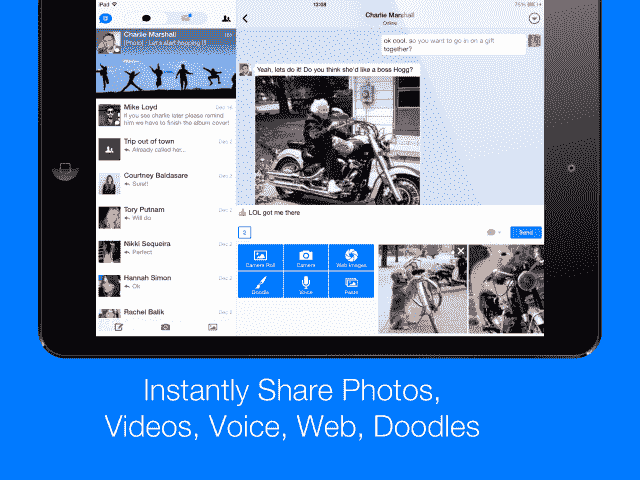 iPad
13:59
75%
Charlie Marshall
[Photo] - Let's start hopping !!!
Charlie Marshall
Online
ok cool, so you want to go in on a gift
together?
Yeah, lets do it! Do you think she'd like a boss Hogg?
Mike Loyd
Dec 16
If you see charlie later please remind
him we have to finish the album cover!
Trip out of town
Dec 2
Already called her...
Courtney Baldasare
Dec 2
Sure!!
Tory Putnam
Dec 2
Will do
Nikki Sequeira
Dec 2
Perfect
Hannah Simon
Dec 2
Ok
Rachel Balik
Dec 2
LOL got me there
2
Send
Camera Roll
Camera
Web Images
Doodle
Voice
Paste
Instantly Share Photos,
Videos, Voice, Web, Doodles